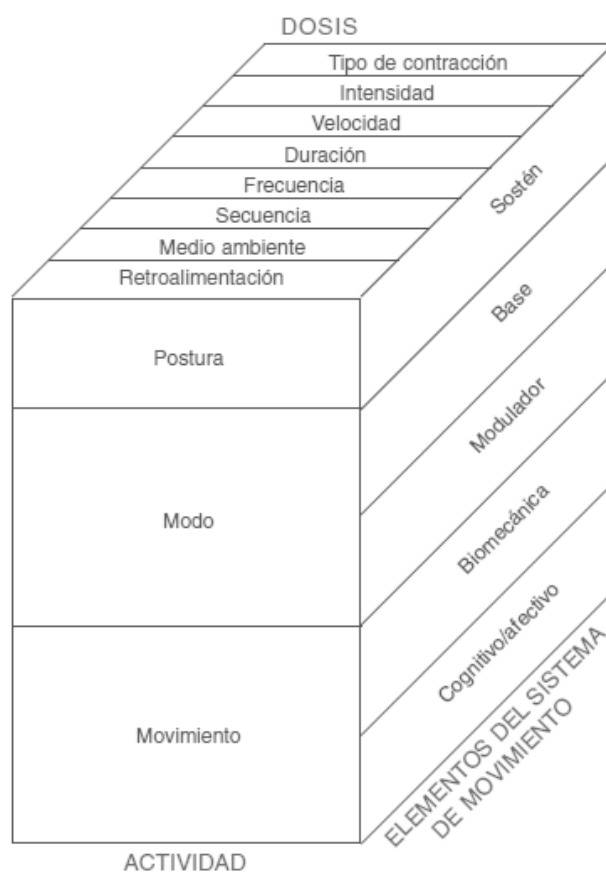 DOSIS
Tipo de contracción
Intensidad
Velocidad
Duración
Frecuencia
Secuencia
Medio ambiente
Retroalimentación
Postura
Modo
Movimiento
ACTIVIDAD
Sostén
Base
Modulador
Biomecánica
Cognitivo/afectivo
ELEMENTOS DEL SISTEMA
DE MOVIMIENTO